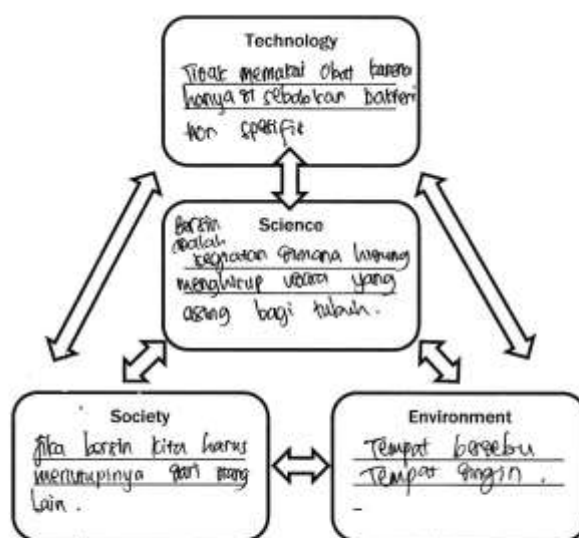 Technology
Tidak memakai obat karena
hanya di sebabkan bakteri
non spesifik
Science
Bersin
adalah
kegiatan dimana hidung
menghirup udara yang
asing bagi tubuh.
Society
Jika bersin kita harus
menutupinya dari orang
lain.
Environment
Tempat bersebu
Tempat dingin.